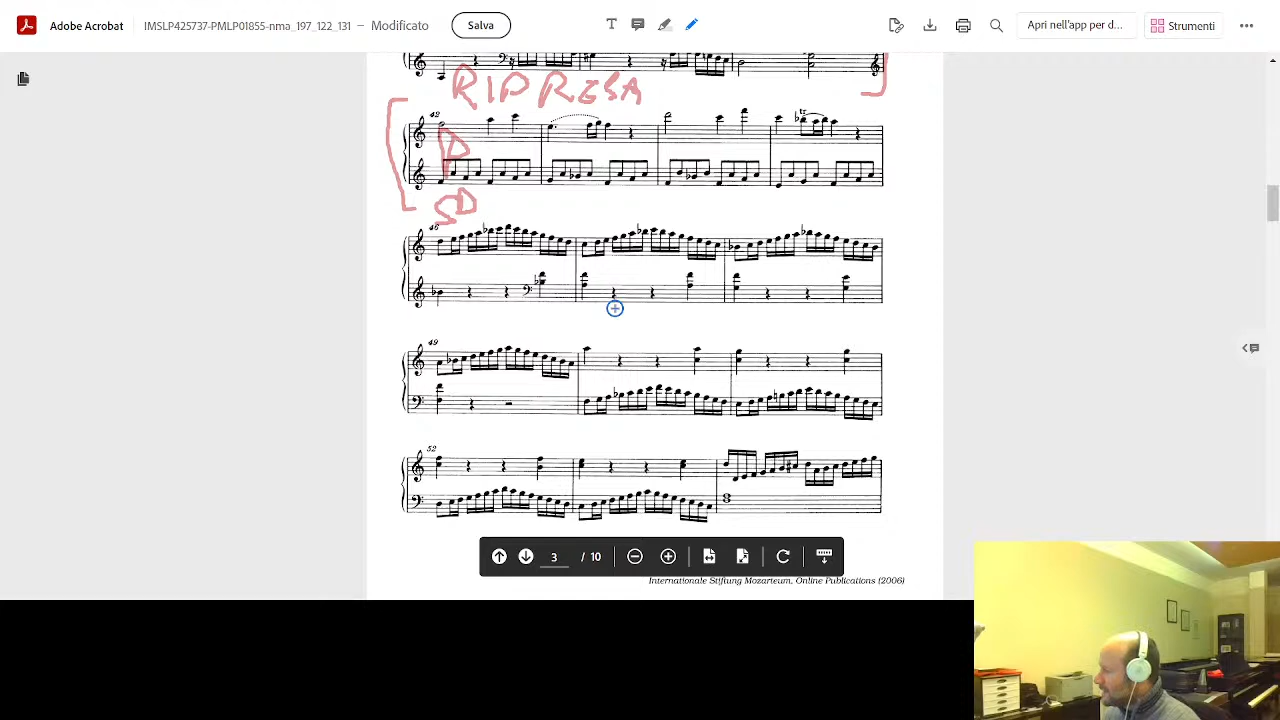 Adobe Acrobat
IMSLP425737-PMLP01855-nma_197_122_131 — Modificato
Salva
Apri nell'app per d...
Strumenti
RIPRESA
42
tr
P
SD
46
49
52
3 / 10
Internationale Stiftung Mozarteum, Online Publications (2006)